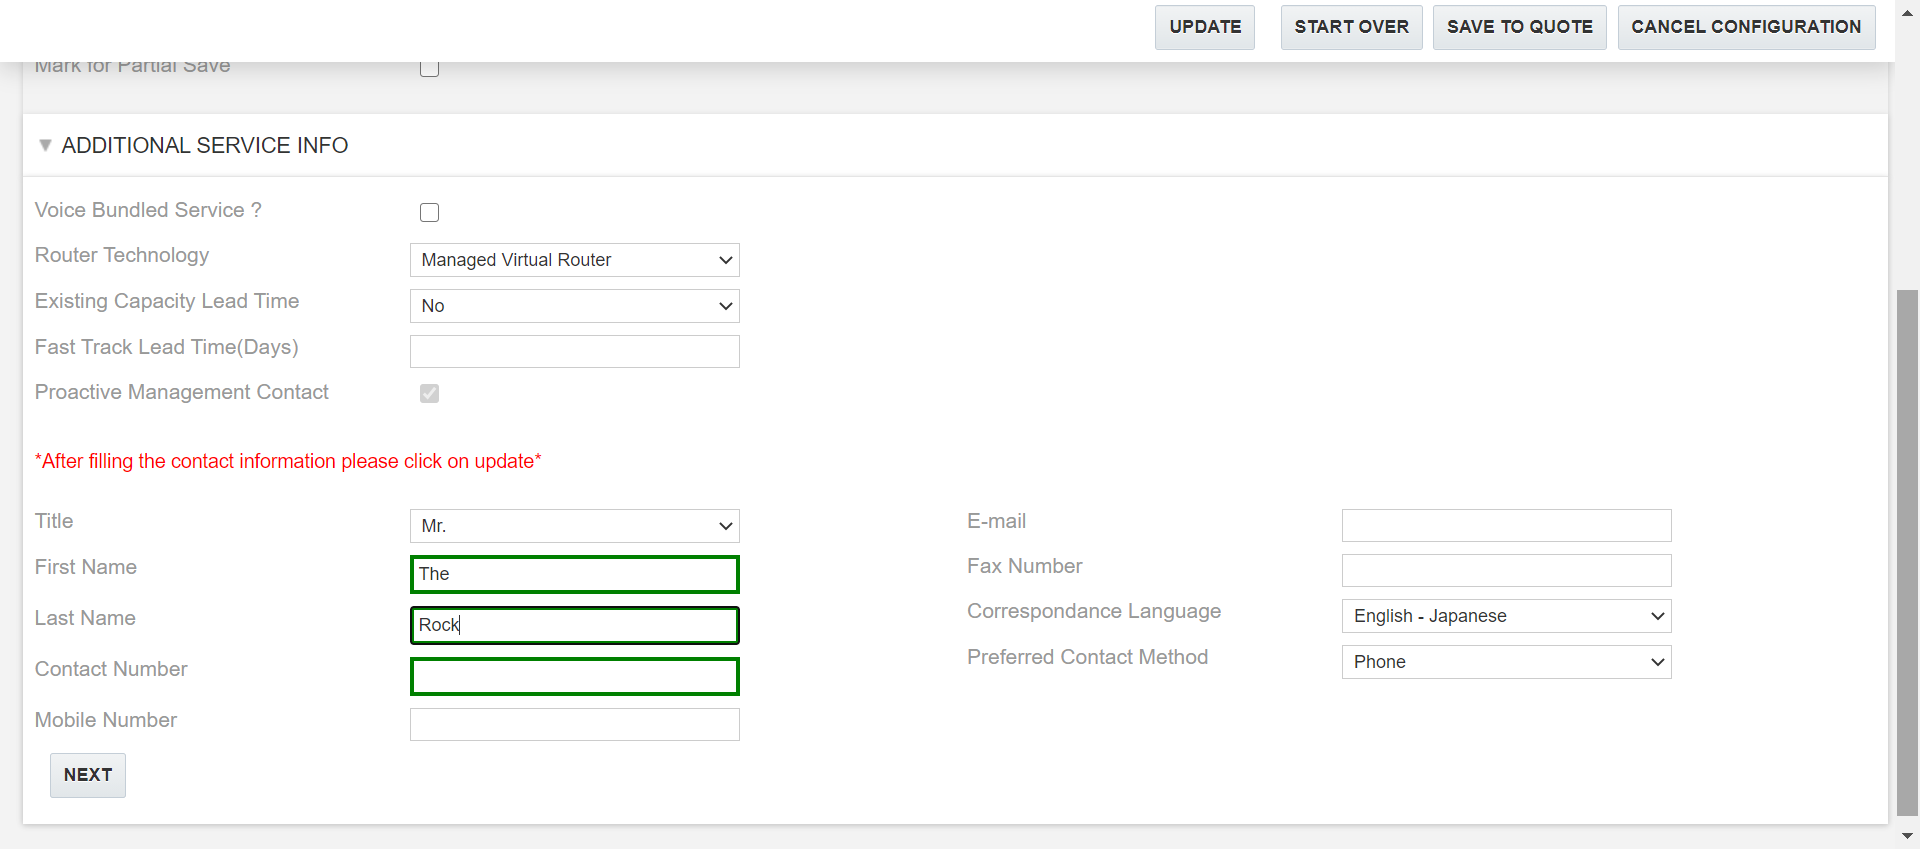 UPDATE START OVER SAVE TO QUOTE CANCEL CONFIGURATION
Mark for Partial Save
ADDITIONAL SERVICE INFO
Voice Bundled Service ?
Router Technology Managed Virtual Router
Existing Capacity Lead Time No
Fast Track Lead Time(Days)
Proactive Management Contact
*After filling the contact information please click on update*
Title Mr.
First Name The
Last Name Rock
Contact Number
Mobile Number
E-mail
Fax Number
Correspondance Language English - Japanese
Preferred Contact Method Phone
NEXT